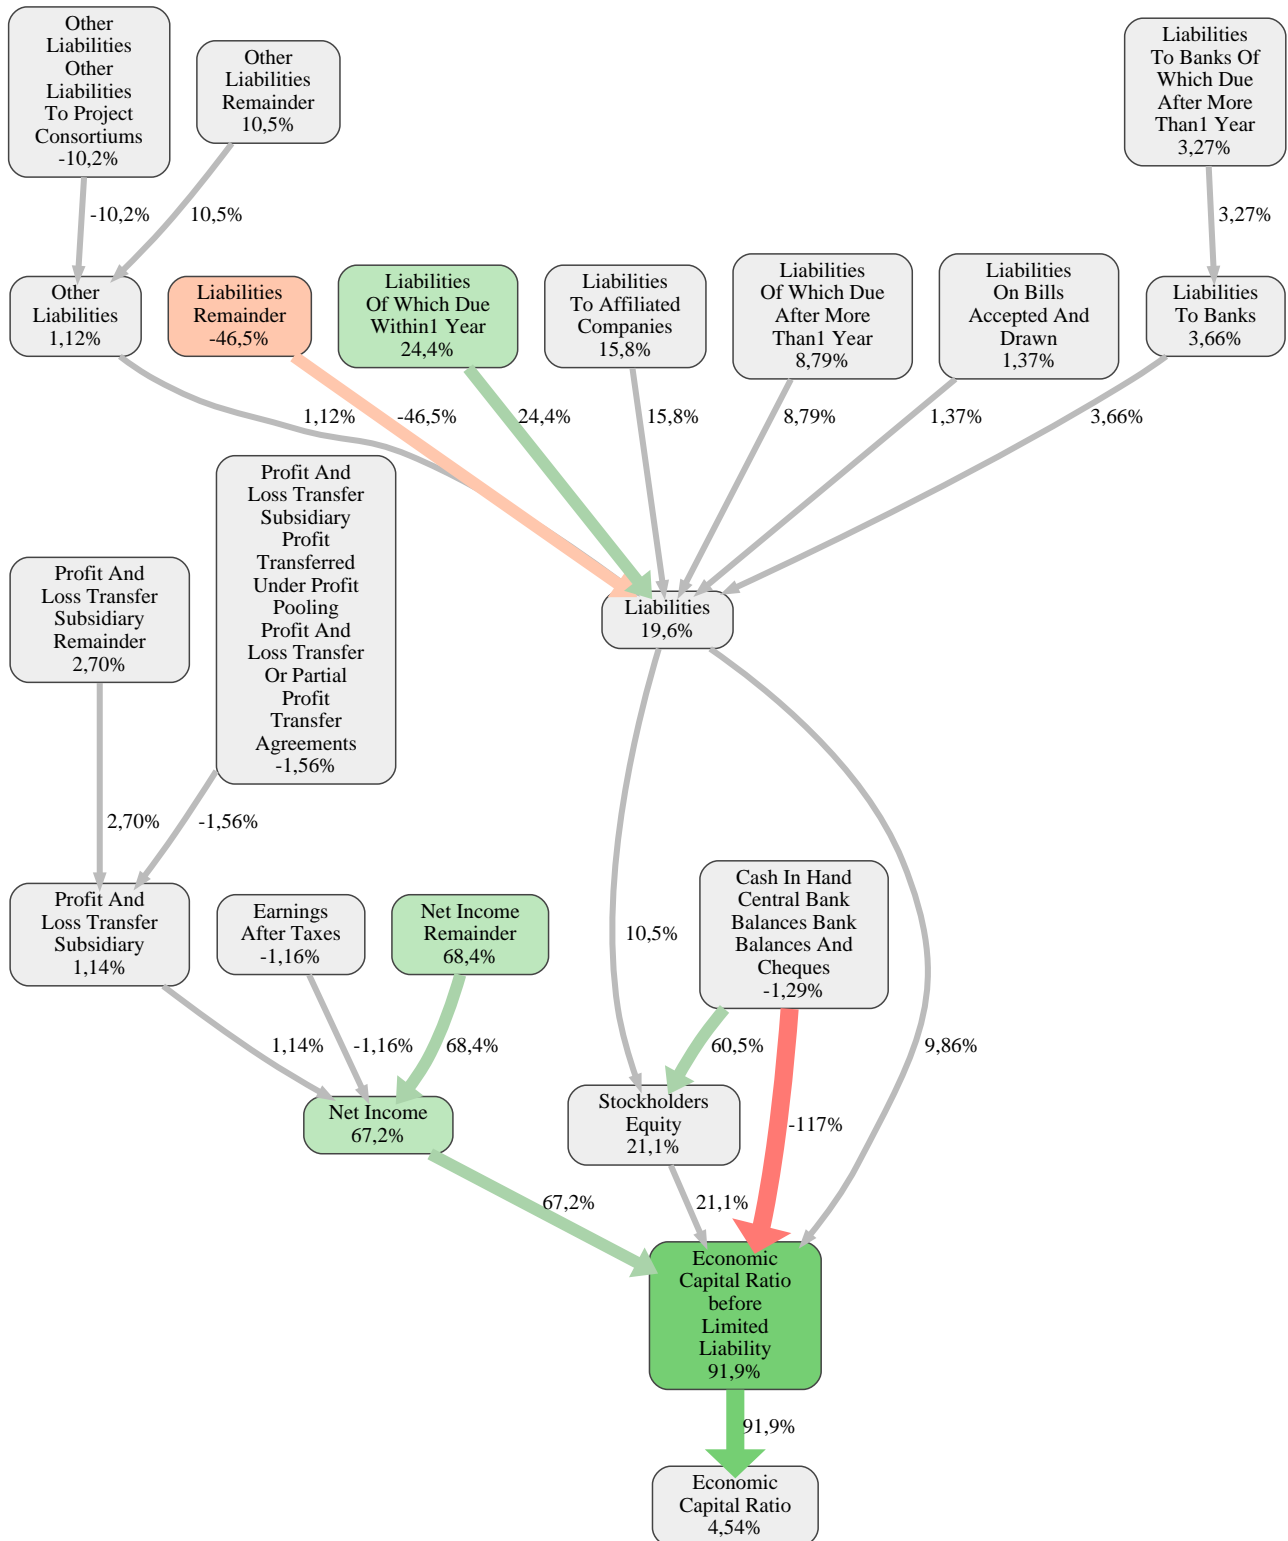 Other
Liabilities
Other
Liabilities
To Project
Consortiums
-10,2%
Other
Liabilities
Remainder
10,5%
Liabilities
To Banks Of
Which Due
After More
Than1 Year
3,27%
-10,2%
10,5%
3,27%
Other
Liabilities
1,12%
Liabilities
Remainder
-46,5%
Liabilities
Of Which Due
Within1 Year
24,4%
Liabilities
To Affiliated
Companies
15,8%
Liabilities
Of Which Due
After More
Than1 Year
8,79%
Liabilities
On Bills
Accepted And
Drawn
1,37%
Liabilities
To Banks
3,66%
1,12%
-46,5%
24,4%
15,8%
8,79%
1,37%
3,66%
Profit And
Loss Transfer
Subsidiary
Remainder
2,70%
Profit And
Loss Transfer
Subsidiary
Profit
Transferred
Under Profit
Pooling
Profit And
Loss Transfer
Or Partial
Profit
Transfer
Agreements
-1,56%
Liabilities
19,6%
2,70%
-1,56%
Profit And
Loss Transfer
Subsidiary
1,14%
Earnings
After Taxes
-1,16%
Net Income
Remainder
68,4%
Cash In Hand
Central Bank
Balances Bank
Balances And
Cheques
-1,29%
10,5%
1,14%
-1,16%
68,4%
60,5%
9,86%
Net Income
67,2%
Stockholders
Equity
21,1%
-117%
67,2%
21,1%
Economic
Capital Ratio
before
Limited
Liability
91,9%
91,9%
Economic
Capital Ratio
4,54%